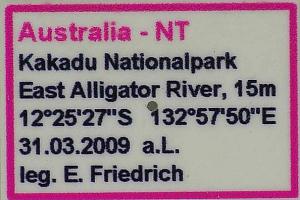 Australia - NT
Kakadu Nationalpark
East Alligator River, 15m
12°25'27"S 132°57'50"E
31.03.2009 a.L.
leg. E. Friedrich